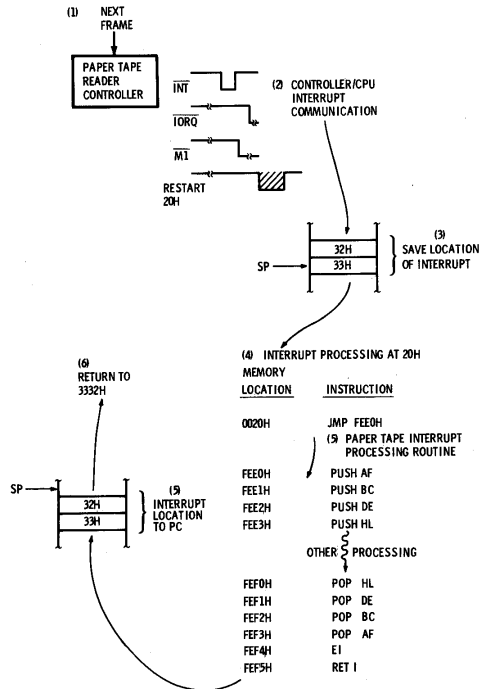 (1) NEXT
FRAME
PAPER TAPE
READER
CONTROLLER
INT
IORQ
M1
RESTART
20H
(2) CONTROLLER/CPU
INTERRUPT
COMMUNICATION
(3)
32H
33H
SP
SAVE LOCATION
OF INTERRUPT
(4) INTERRUPT PROCESSING AT 20H
MEMORY
LOCATION INSTRUCTION
0020H JMP FEE0H
(5) PAPER TAPE INTERRUPT
PROCESSING ROUTINE
FEE0H PUSH AF
FEE1H PUSH BC
FEE2H PUSH DE
FEE3H PUSH HL
OTHER PROCESSING
FEF0H POP HL
FEF1H POP DE
FEF2H POP BC
FEF3H POP AF
FEF4H EI
FEF5H RET I
(6)
RETURN TO
3332H
SP
32H
33H
(5)
INTERRUPT
LOCATION
TO PC